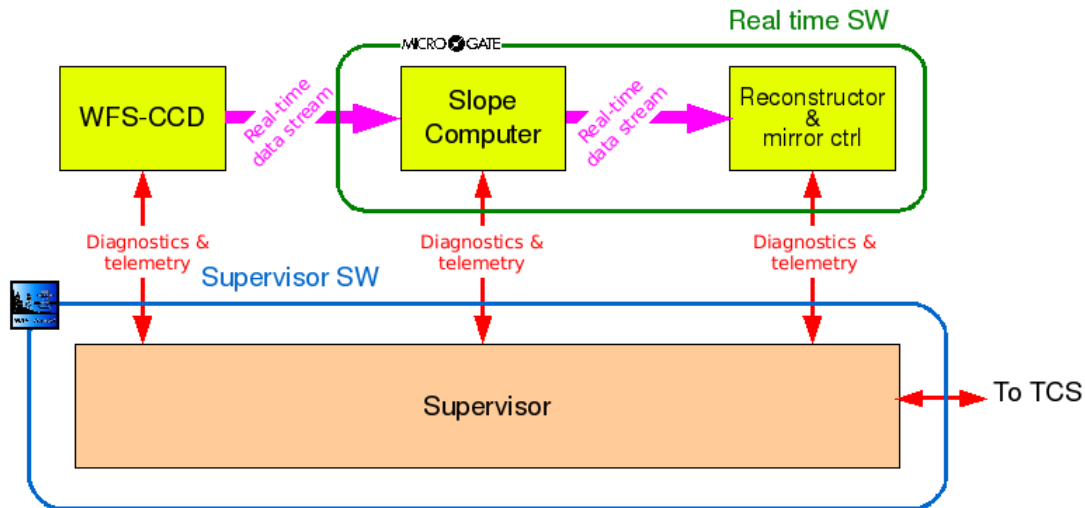 Real time SW
MICRO GATE
WFS-CCD
Real-time
data stream
Slope
Computer
Real-time
data stream
Reconstructor
&
mirror ctrl
Diagnostics &
telemetry
Diagnostics &
telemetry
Diagnostics &
telemetry
Supervisor SW
Supervisor
To TCS